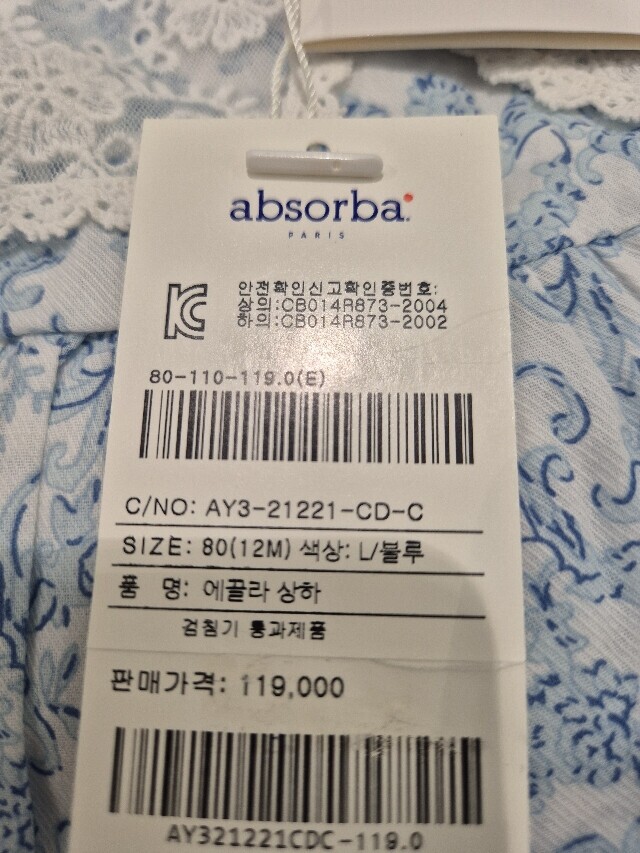 absorba
PARIS
안전확인신고확인증번호:
상의:CB014R873-2004
하의:CB014R873-2002
80-110-119.0(E)
C/NO: AY3-21221-CD-C
SIZE: 80(12M) 색상: L/블루
품 명: 에끌라 상하
검침기 통과제품
판매가격: 119,000
AY321221CDC-119.0